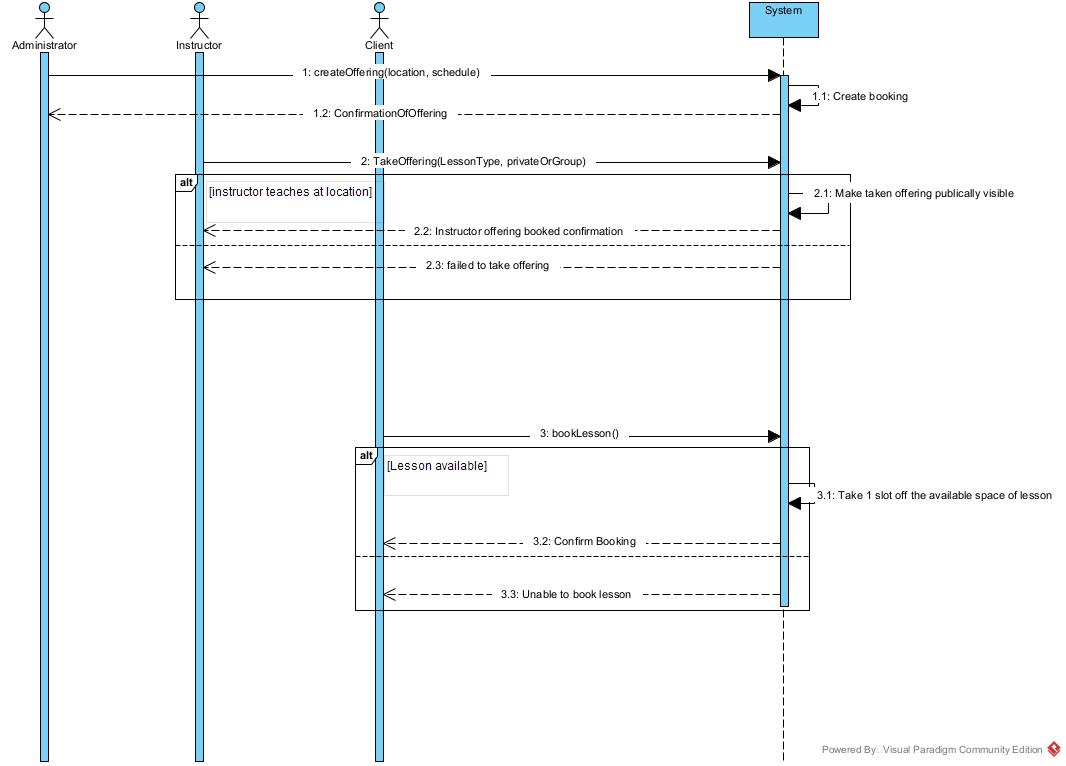 Administrator
Instructor
Client
System
1: createOffering(location, schedule)
1.1: Create booking
1.2: ConfirmationOfOffering
2: TakeOffering(LessonType, privateOrGroup)
alt
[instructor teaches at location]
2.1: Make taken offering publically visible
2.2: Instructor offering booked confirmation
2.3: failed to take offering
3: bookLesson()
alt
[Lesson available]
3.1: Take 1 slot off the available space of lesson
3.2: Confirm Booking
3.3: Unable to book lesson
Powered By Visual Paradigm Community Edition